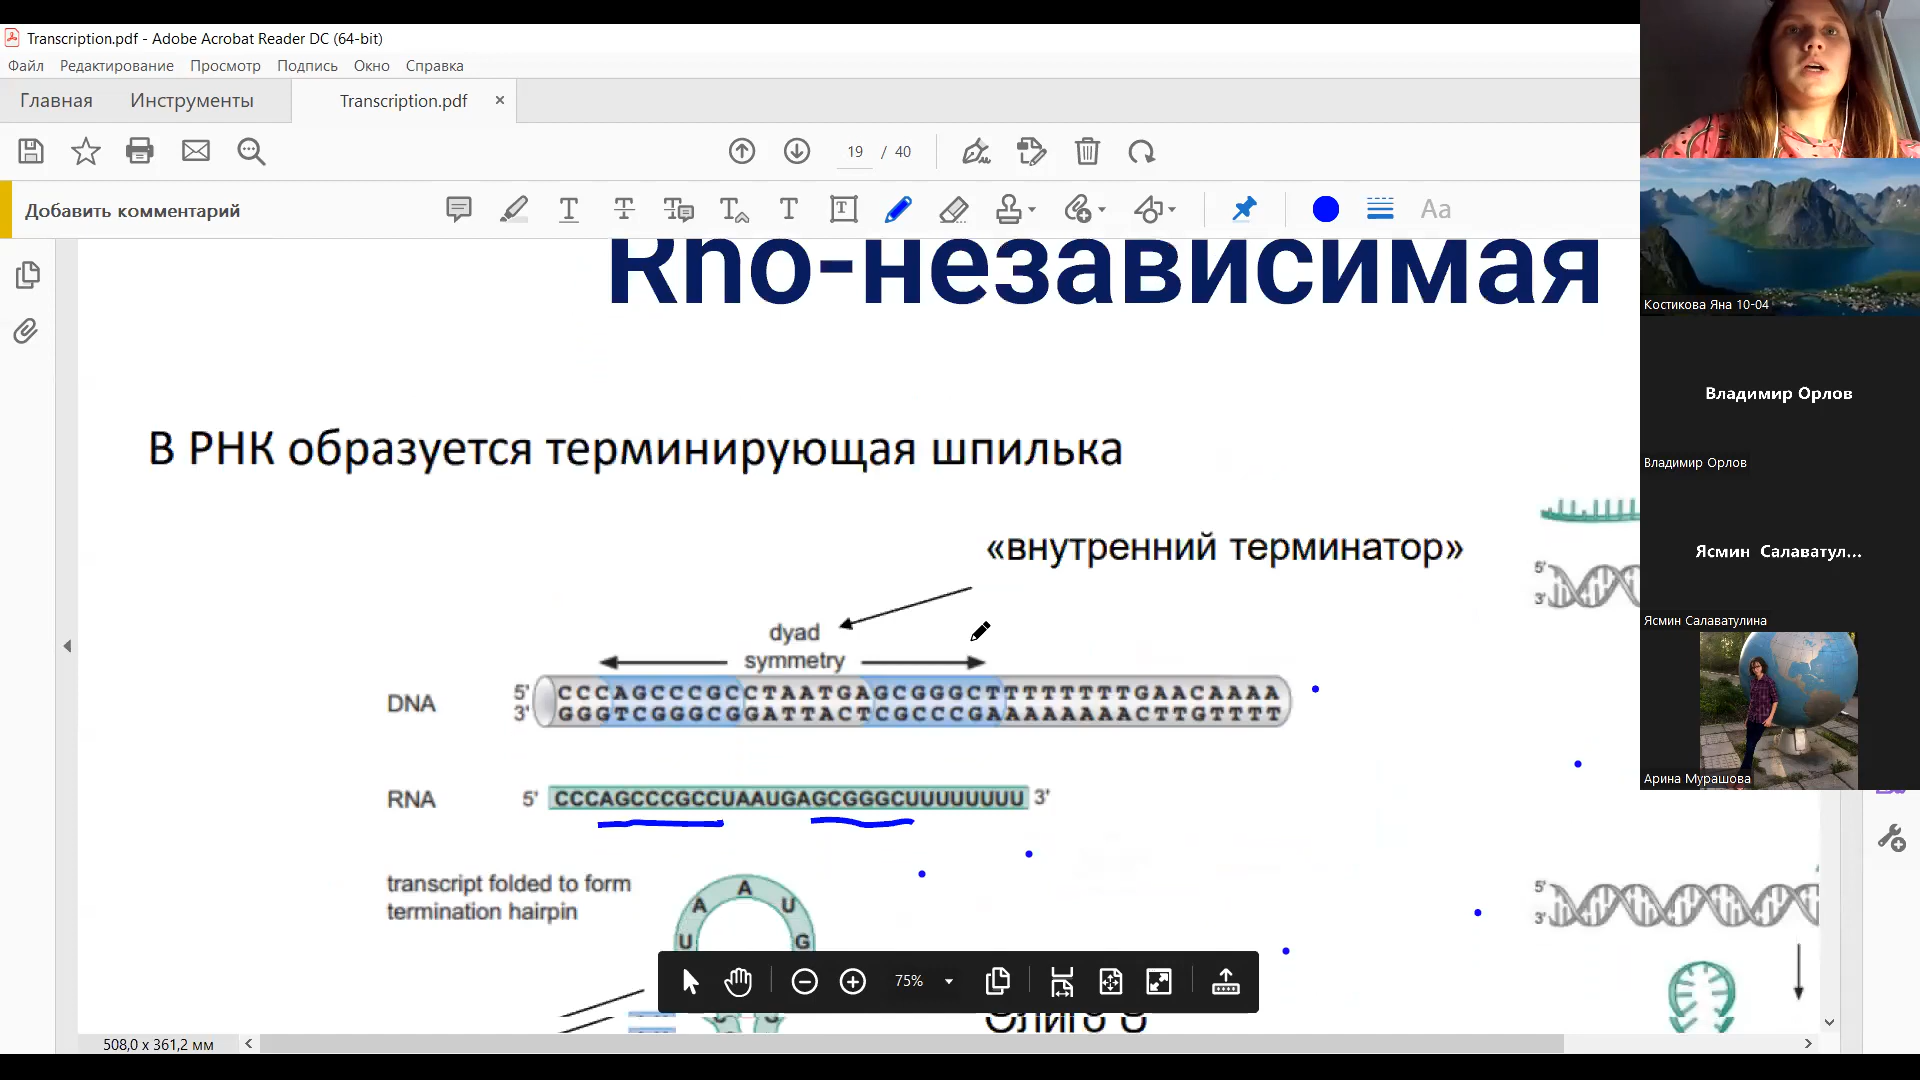 Transcription.pdf - Adobe Acrobat Reader DC (64-bit)
Файл Редактирование Просмотр Подпись Окно Справка
Главная Инструменты Transcription.pdf ×
19 / 40
Добавить комментарий
Aa
Rho-независимая
В РНК образуется терминирующая шпилька
«внутренний терминатор»
dyad
symmetry
DNA
5' CCCAGCCCGCCTAATGAGCGGGCTTTTTTTTGAACAAAA
3' GGGTCGGGCGGATTACTCGCCCGAAAAAAAACTTGTTTT
RNA 5' CCCAGCCCGCCUAAUGAGCGGGCUUUUUUUU 3'
transcript folded to form
termination hairpin
A
A U
U G
Олиго U
5'
3'
5'
3'
75%
508,0 x 361,2 мм
Костикова Яна 10-04
Владимир Орлов
Владимир Орлов
Ясмин Салаватул...
Ясмин Салаватулина
Арина Мурашова